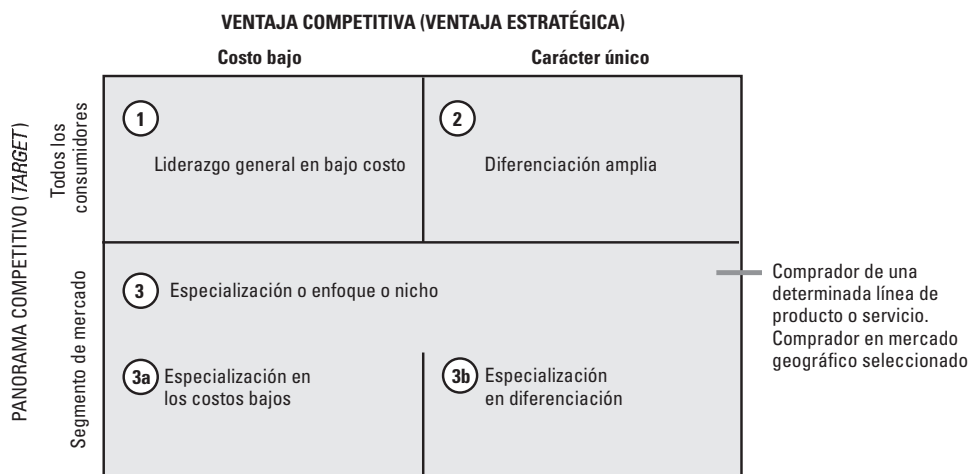 VENTAJA COMPETITIVA (VENTAJA ESTRATÉGICA)
Costo bajo
Carácter único
PANORAMA COMPETITIVO (TARGET)
Todos los
consumidores
1
Liderazgo general en bajo costo
2
Diferenciación amplia
Segmento de mercado
3 Especialización o enfoque o nicho
3a Especialización en
los costos bajos
3b Especialización
en diferenciación
Comprador de una
determinada línea de
producto o servicio.
Comprador en mercado
geográfico seleccionado